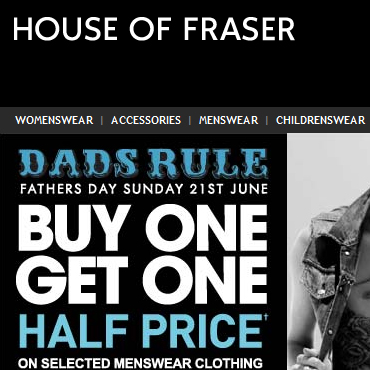 HOUSE OF FRASER
WOMENSWEAR | ACCESSORIES | MENSWEAR | CHILDRENSWEAR
DADS RULE
FATHERS DAY SUNDAY 21ST JUNE
BUY ONE
GET ONE
HALF PRICE†
ON SELECTED MENSWEAR CLOTHING